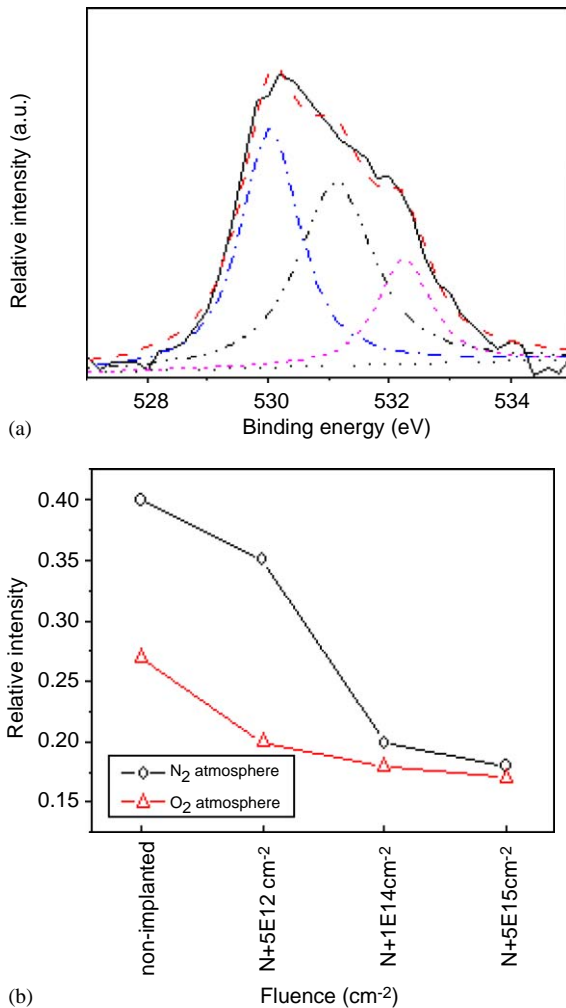 Relative intensity (a.u.)
528 530 532 534
(a) Binding energy (eV)
Relative intensity
0.40
0.35
0.30
0.25
0.20
0.15
N2 atmosphere
O2 atmosphere
non-implanted
N+5E12 cm-2
N+1E14cm-2
N+5E15cm-2
(b) Fluence (cm-2)